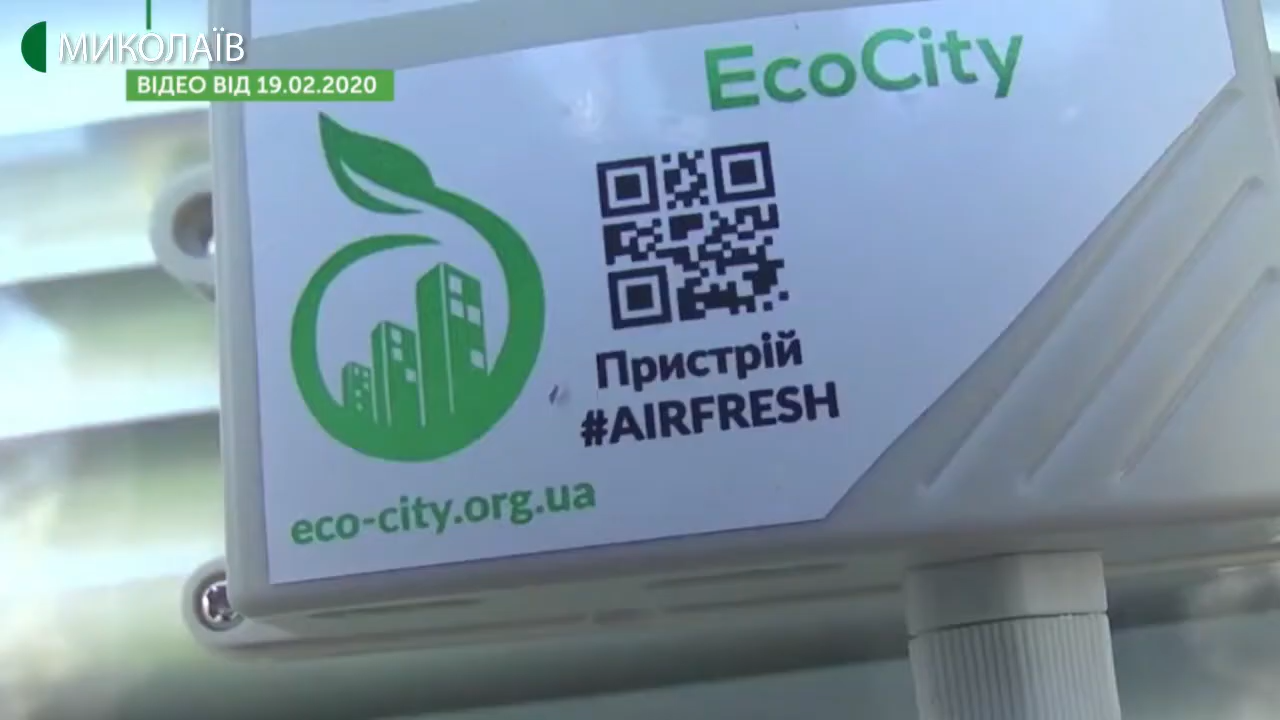 МИКОЛАЇВ
ВІДЕО ВІД 19.02.2020
EcoCity
Пристрій
#AIRFRESH
eco-city.org.ua